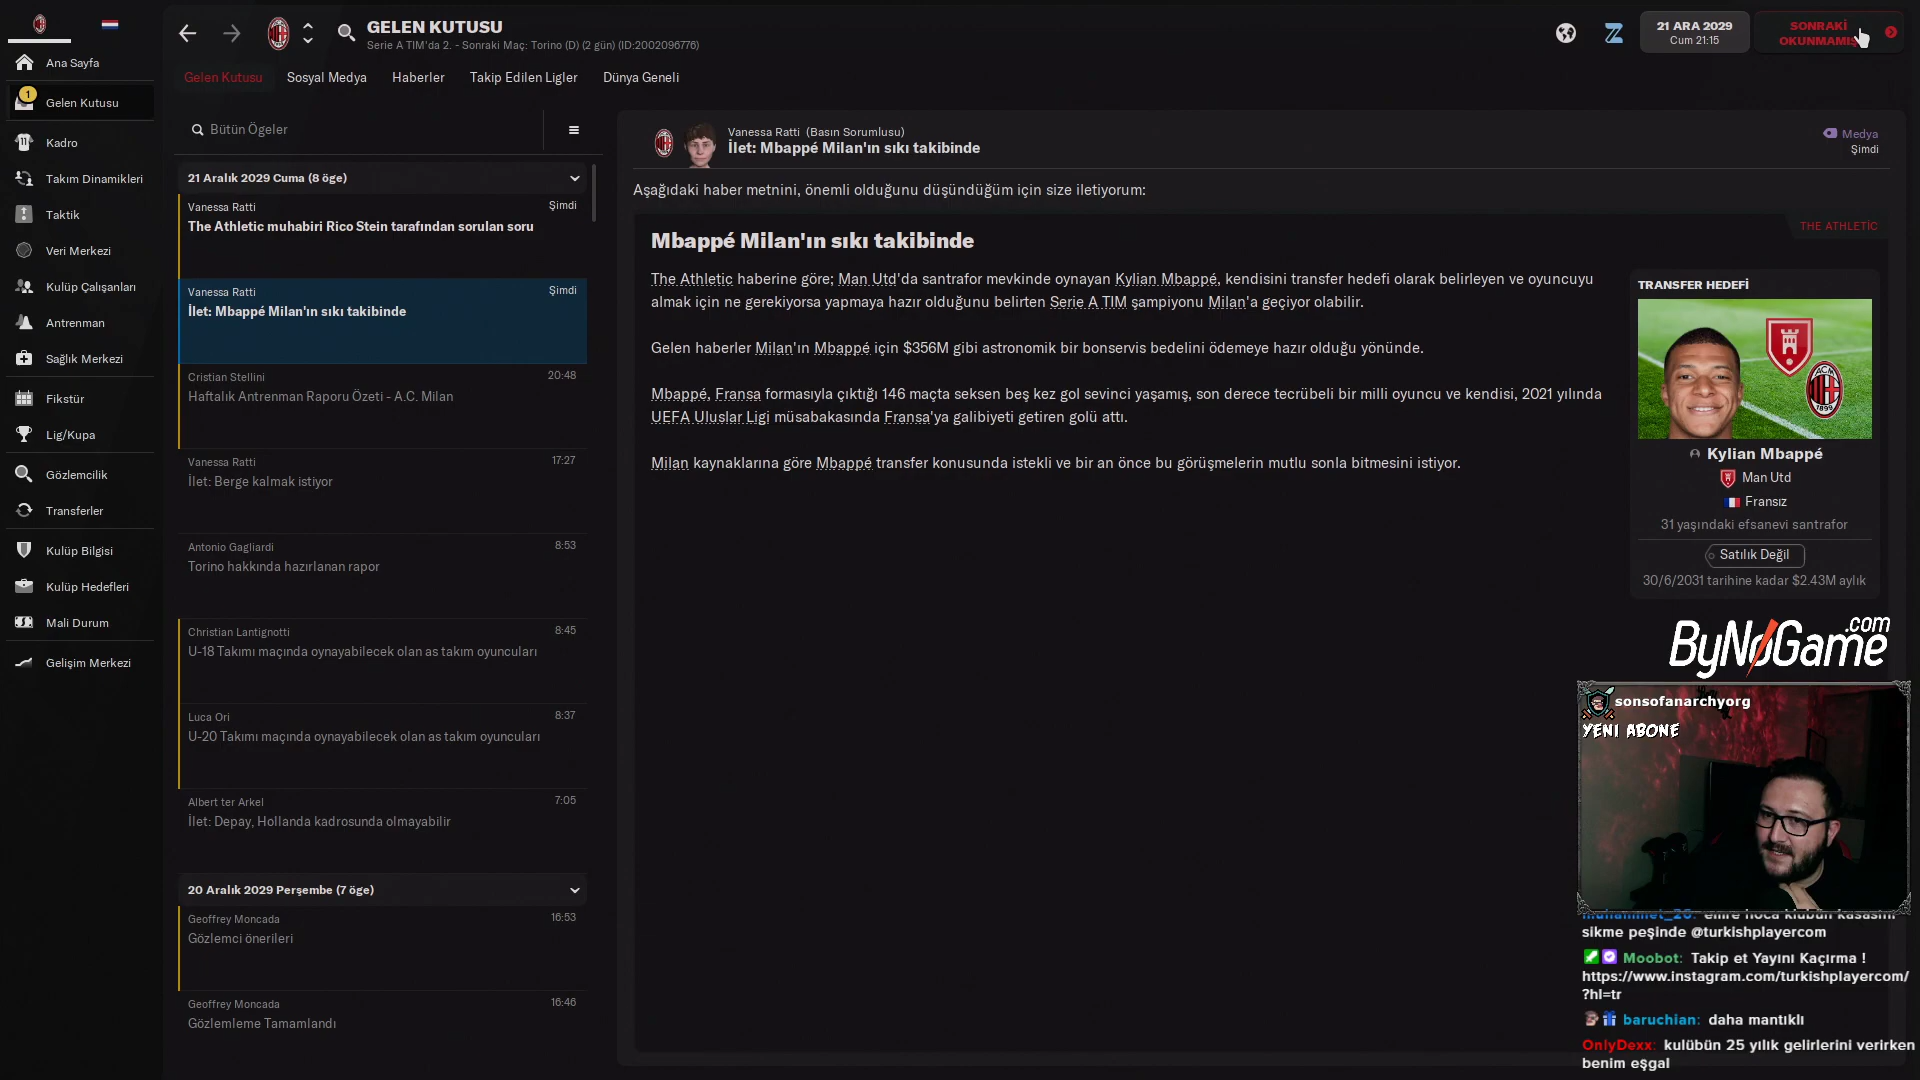 GELEN KUTUSU
Serie A TIM'da 2. - Sonraki Maç: Torino (D) (2 gün) (ID:2002096776)
21 ARA 2029
Cum 21:15
SONRAKİ
Ana Sayfa
1
Gelen Kutusu
Kadro
Takım Dinamikleri
Taktik
Veri Merkezi
Kulüp Çalışanları
Antrenman
Sağlık Merkezi
Fikstür
Lig/Kupa
Gözlemcilik
Transferler
Kulüp Bilgisi
Kulüp Hedefleri
Mali Durum
Gelişim Merkezi
Gelen Kutusu
Sosyal Medya
Haberler
Takip Edilen Ligler
Dünya Geneli
Bütün Ögeler
21 Aralık 2029 Cuma (8 öge)
Vanessa Ratti
Şimdi
The Athletic muhabiri Rico Stein tarafından sorulan soru
Vanessa Ratti
Şimdi
İlet: Mbappé Milan'ın sıkı takibinde
Cristian Stellini
20:48
Haftalık Antrenman Raporu Özeti - A.C. Milan
Vanessa Ratti
17:27
İlet: Berge kalmak istiyor
Antonio Gagliardi
8:53
Torino hakkında hazırlanan rapor
Christian Lantignotti
8:45
U-18 Takımı maçında oynayabilecek olan as takım oyuncuları
Luca Ori
8:37
U-20 Takımı maçında oynayabilecek olan as takım oyuncuları
Albert ter Arkel
7:05
İlet: Depay, Hollanda kadrosunda olmayabilir
20 Aralık 2029 Perşembe (7 öge)
Geoffrey Moncada
16:53
Gözlemci önerileri
Geoffrey Moncada
16:46
Gözlemleme Tamamlandı
Vanessa Ratti (Basın Sorumlusu)
İlet: Mbappé Milan'ın sıkı takibinde
Medya
Şimdi
Aşağıdaki haber metnini, önemli olduğunu düşündüğüm için size iletiyorum:
THE ATHLETIC
Mbappé Milan'ın sıkı takibinde
The Athletic haberine göre; Man Utd'da santrafor mevkinde oynayan Kylian Mbappé, kendisini transfer hedefi olarak belirleyen ve oyuncuyu
almak için ne gerekiyorsa yapmaya hazır olduğunu belirten Serie A TIM şampiyonu Milan'a geçiyor olabilir.
Gelen haberler Milan'ın Mbappé için $356M gibi astronomik bir bonservis bedelini ödemeye hazır olduğu yönünde.
Mbappé, Fransa formasıyla çıktığı 146 maçta seksen beş kez gol sevinci yaşamış, son derece tecrübeli bir milli oyuncu ve kendisi, 2021 yılında
UEFA Uluslar Ligi müsabakasında Fransa'ya galibiyeti getiren golü attı.
Milan kaynaklarına göre Mbappé transfer konusunda istekli ve bir an önce bu görüşmelerin mutlu sonla bitmesini istiyor.
TRANSFER HEDEFİ
ACM
1899
Kylian Mbappé
Man Utd
Fransız
31 yaşındaki efsanevi santrafor
Satılık Değil
30/6/2031 tarihine kadar $2.43M aylık
ByNoGame.com
sonsofanarchyorg
YENI ABONE
muhammet_26: emre hoca klubün kasasını
sikme peşinde @turkishplayercom
Moobot: Takip et Yayını Kaçırma !
https://www.instagram.com/turkishplayercom/
?hl=tr
baruchian: daha mantıklı
OnlyDexx: kulübün 25 yılık gelirlerini verirken
benim eşgal